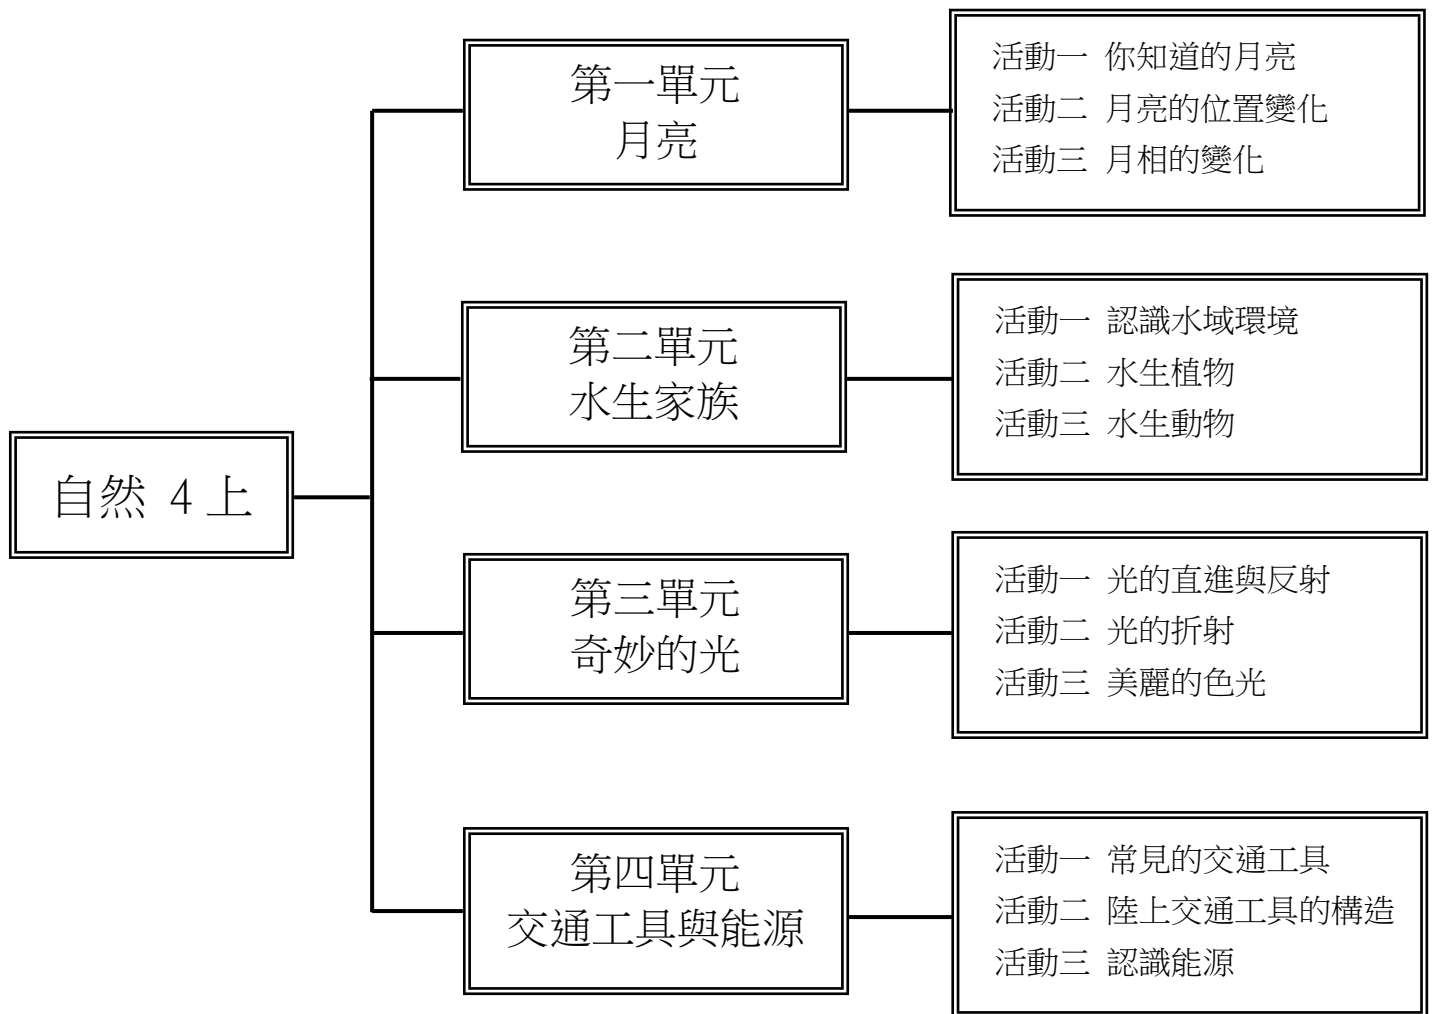 自然 4 上
第一單元
月亮
活動一 你知道的月亮
活動二 月亮的位置變化
活動三 月相的變化
第二單元
水生家族
活動一 認識水域環境
活動二 水生植物
活動三 水生動物
第三單元
奇妙的光
活動一 光的直進與反射
活動二 光的折射
活動三 美麗的色光
第四單元
交通工具與能源
活動一 常見的交通工具
活動二 陸上交通工具的構造
活動三 認識能源